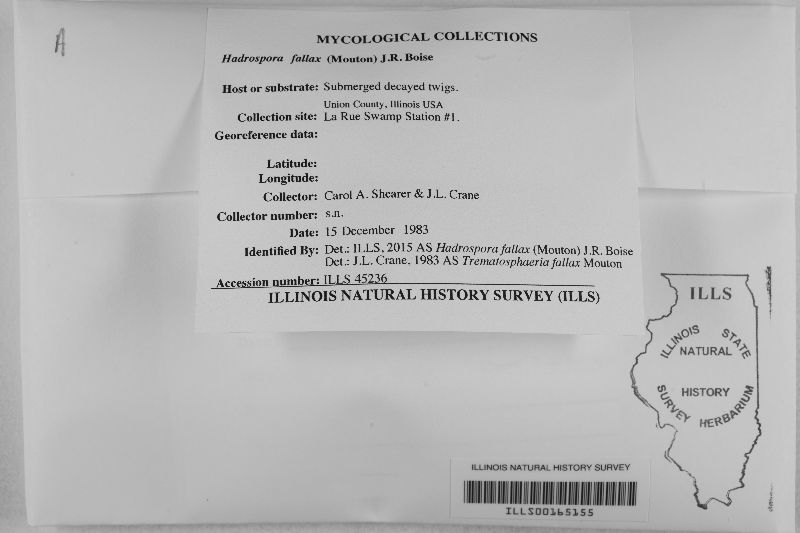 A
MYCOLOGICAL COLLECTIONS
Hadrospora fallax (Mouton) J.R. Boise
Host or substrate: Submerged decayed twigs.
Union County, Illinois USA
Collection site: La Rue Swamp Station #1.
Georeference data:
Latitude:
Longitude:
Collector: Carol A. Shearer & J.L. Crane
Collector number: s.n.
Date: 15 December 1983
Identified By: Det.: ILLS, 2015 AS Hadrospora fallax (Mouton) J.R. Boise
Det.: J.L. Crane, 1983 AS Trematosphaeria fallax Mouton
Accession number: ILLS 45236
ILLINOIS NATURAL HISTORY SURVEY (ILLS)
ILLS
ILLINOIS STATE
NATURAL
HISTORY
SURVEY HERBARIUM
ILLINOIS NATURAL HISTORY SURVEY
ILLS00165155